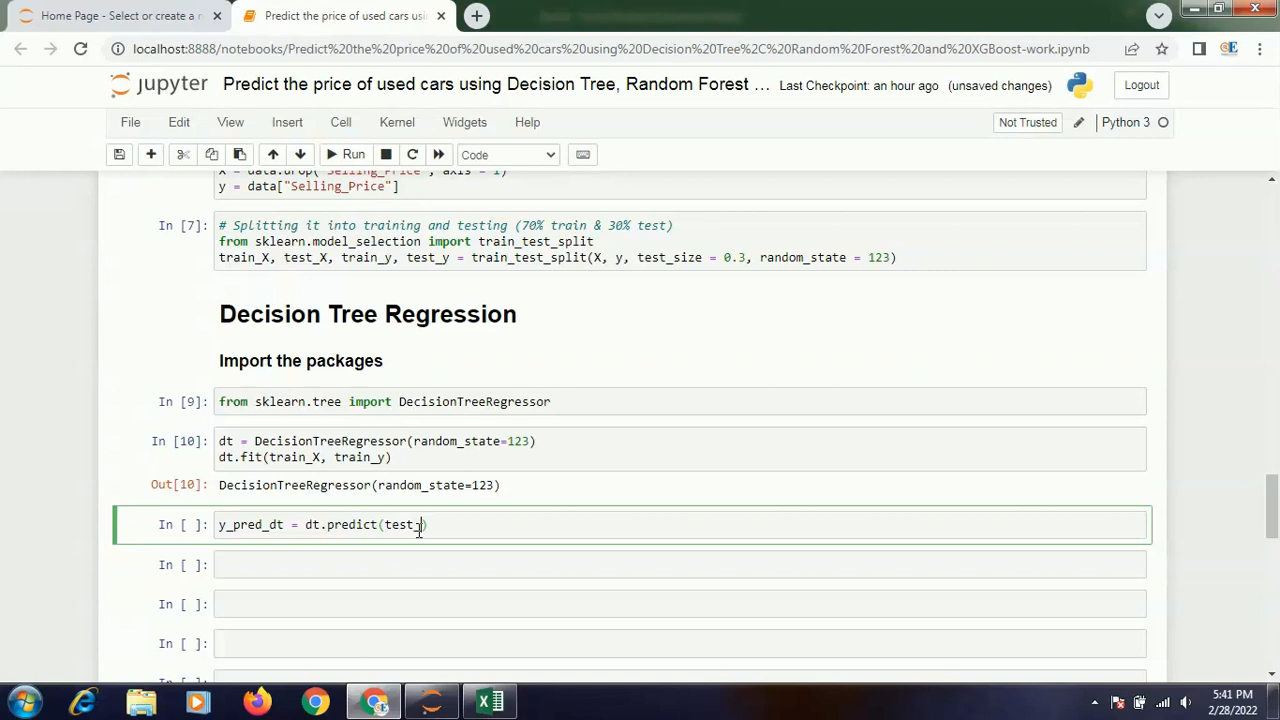 Home Page - Select or create a n
Predict the price of used cars usin
localhost:8888/notebooks/Predict%20the%20price%20of%20used%20cars%20using%20Decision%20Tree%2C%20Random%20Forest%20and%20XGBoost-work.ipynb
jupyter Predict the price of used cars using Decision Tree, Random Forest ... Last Checkpoint: an hour ago (unsaved changes) Logout
File Edit View Insert Cell Kernel Widgets Help Not Trusted Python 3
Run Code
X = data.drop("Selling_Price", axis = 1)
y = data["Selling_Price"]
In [7]: # Splitting it into training and testing (70% train & 30% test)
from sklearn.model_selection import train_test_split
train_X, test_X, train_y, test_y = train_test_split(X, y, test_size = 0.3, random_state = 123)
Decision Tree Regression
Import the packages
In [9]: from sklearn.tree import DecisionTreeRegressor
In [10]: dt = DecisionTreeRegressor(random_state=123)
dt.fit(train_X, train_y)
Out[10]: DecisionTreeRegressor(random_state=123)
In [ ]: y_pred_dt = dt.predict(test_)
In [ ]:
In [ ]:
In [ ]:
5:41 PM
2/28/2022